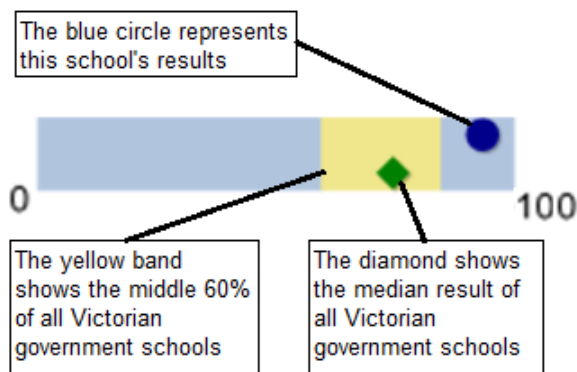 The blue circle represents
this school's results
0
100
The yellow band
shows the middle 60%
of all Victorian
government schools
The diamond shows
the median result of
all Victorian
government schools